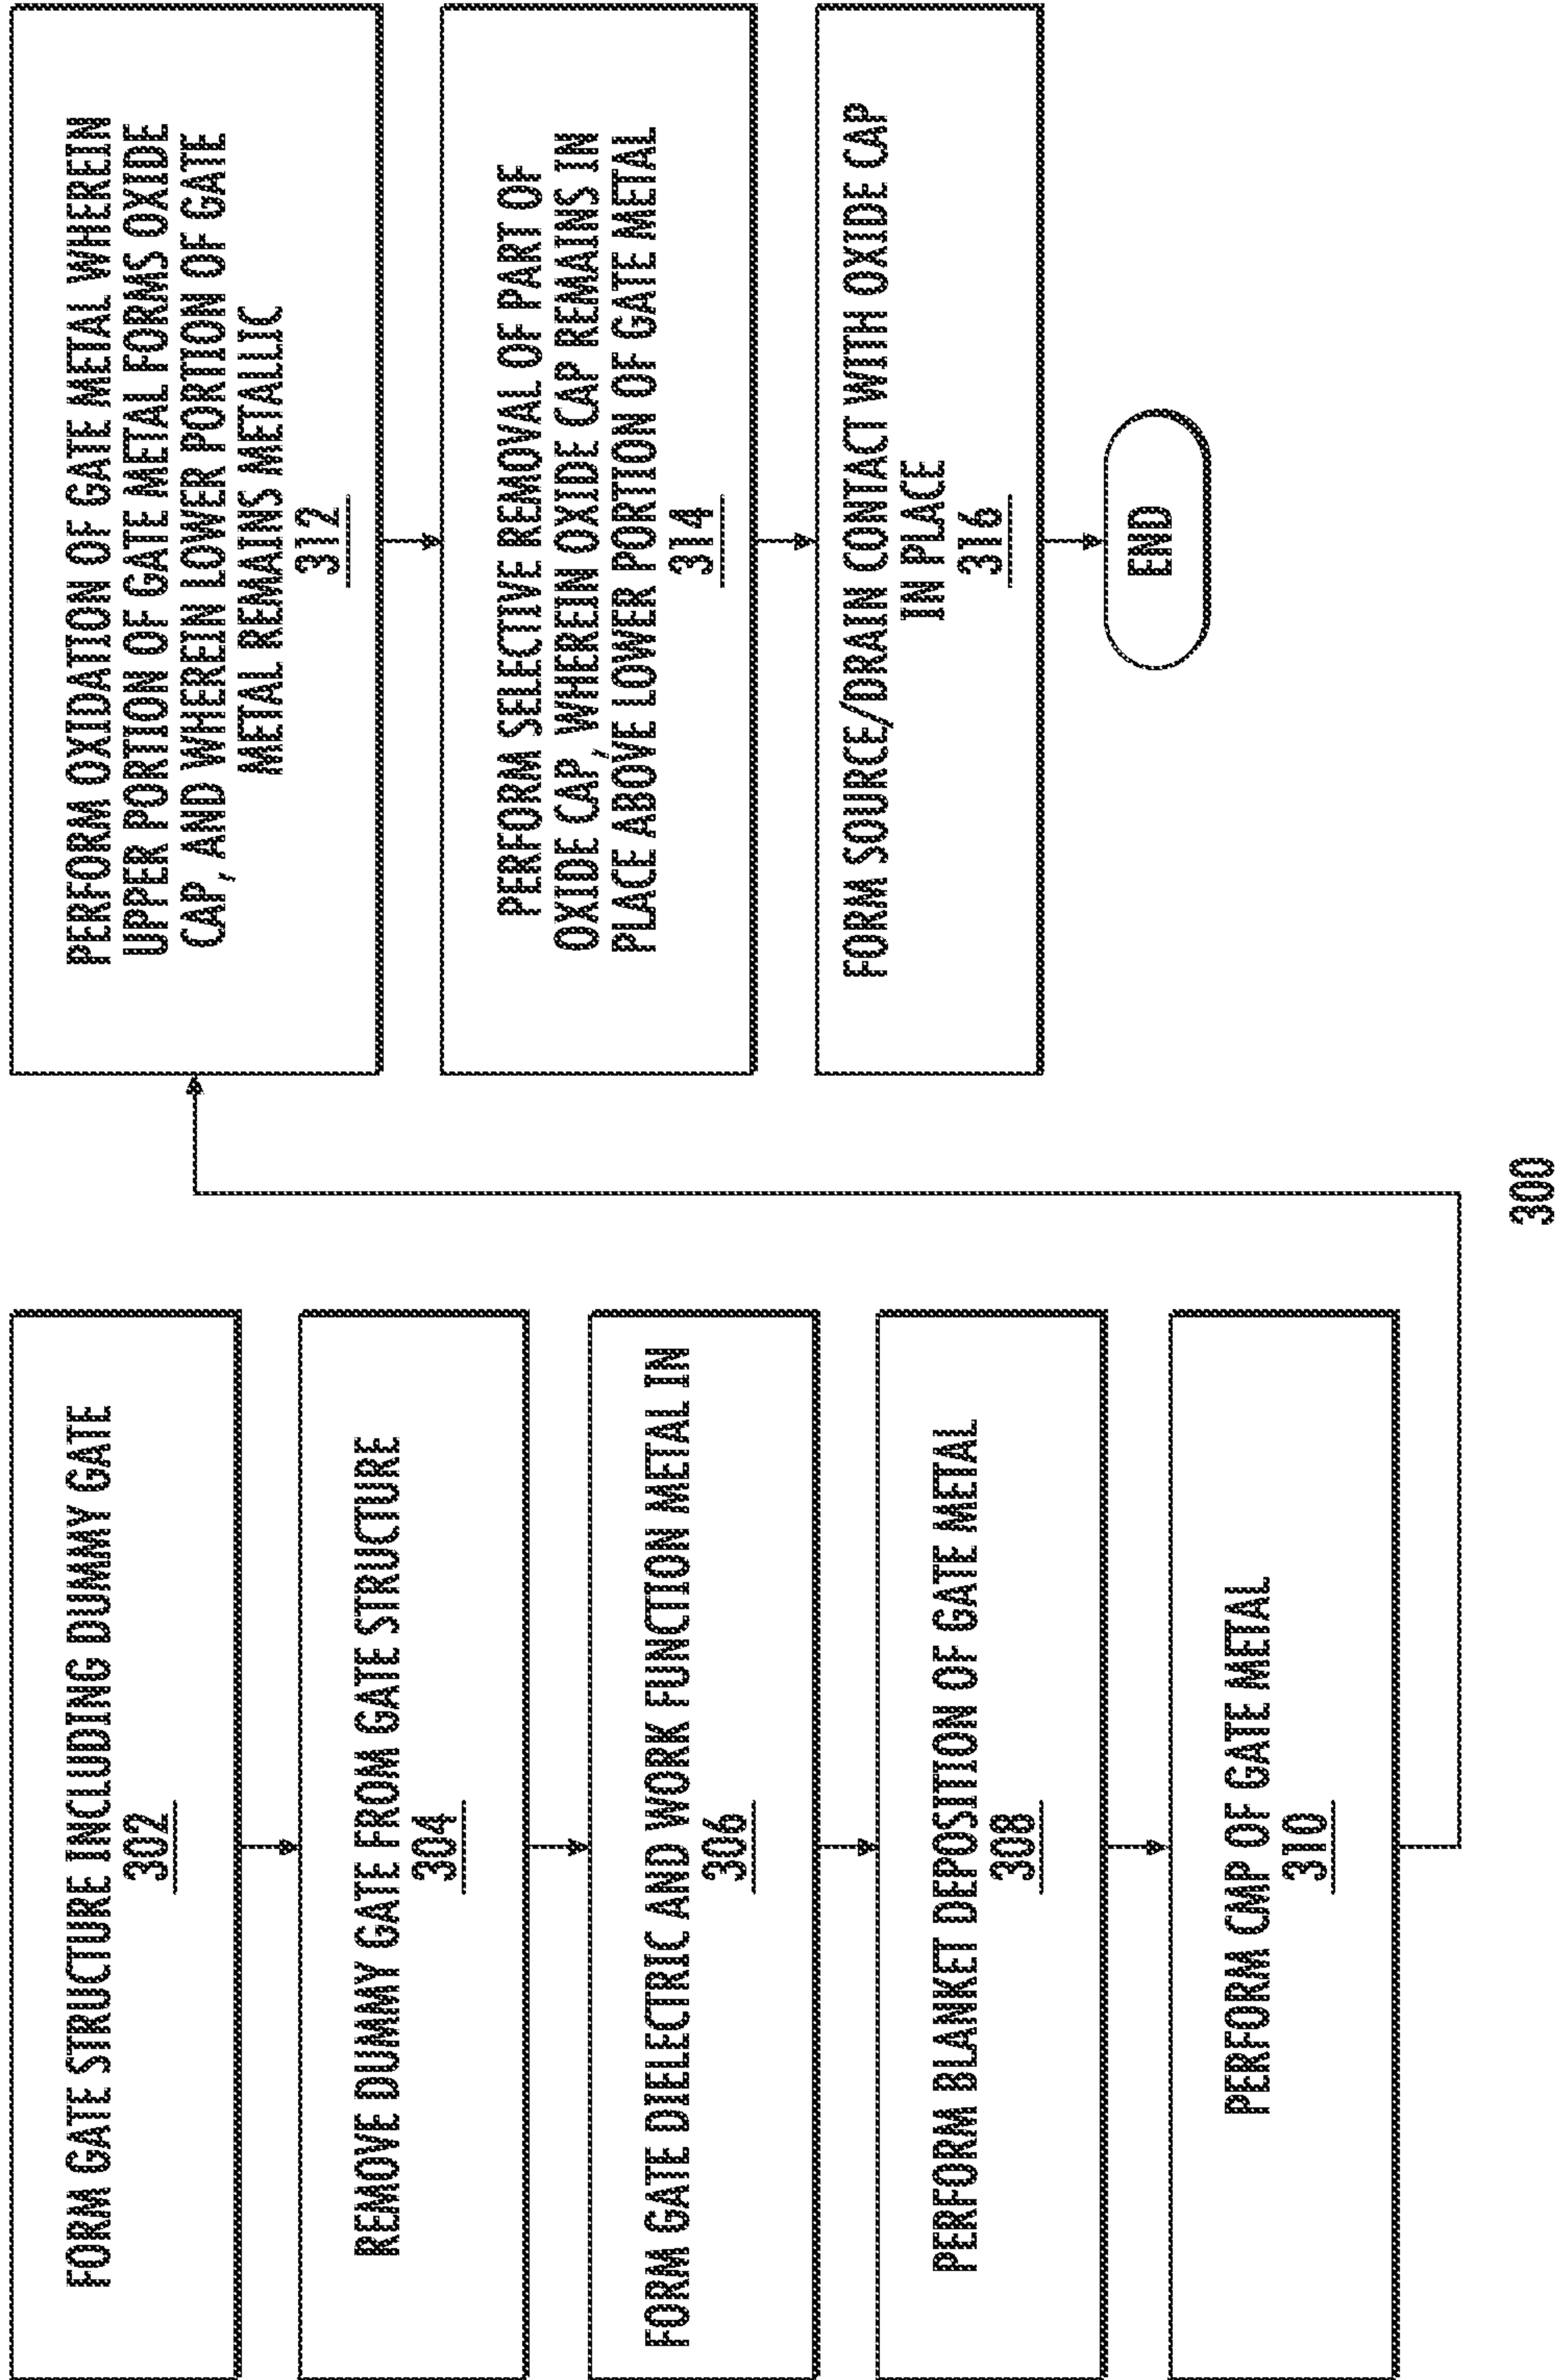 FORM GATE STRUCTURE INCLUDING DUMMY GATE
302
REMOVE DUMMY GATE FROM GATE STRUCTURE
304
FORM GATE DIELECTRIC AND WORK FUNCTION METAL IN
306
PERFORM BLANKET DEPOSITION OF GATE METAL
308
PERFORM CMP OF GATE METAL
310
PERFORM OXIDATION OF GATE METAL WHEREIN
UPPER PORTION OF GATE METAL FORMS OXIDE
CAP, AND WHEREIN LOWER PORTION OF GATE
METAL REMAINS METALLIC
312
PERFORM SELECTIVE REMOVAL OF PART OF
OXIDE CAP, WHEREIN OXIDE CAP REMAINS IN
PLACE ABOVE LOWER PORTION OF GATE METAL
314
FORM SOURCE/DRAIN CONTACT WITH OXIDE CAP
IN PLACE
316
END
300